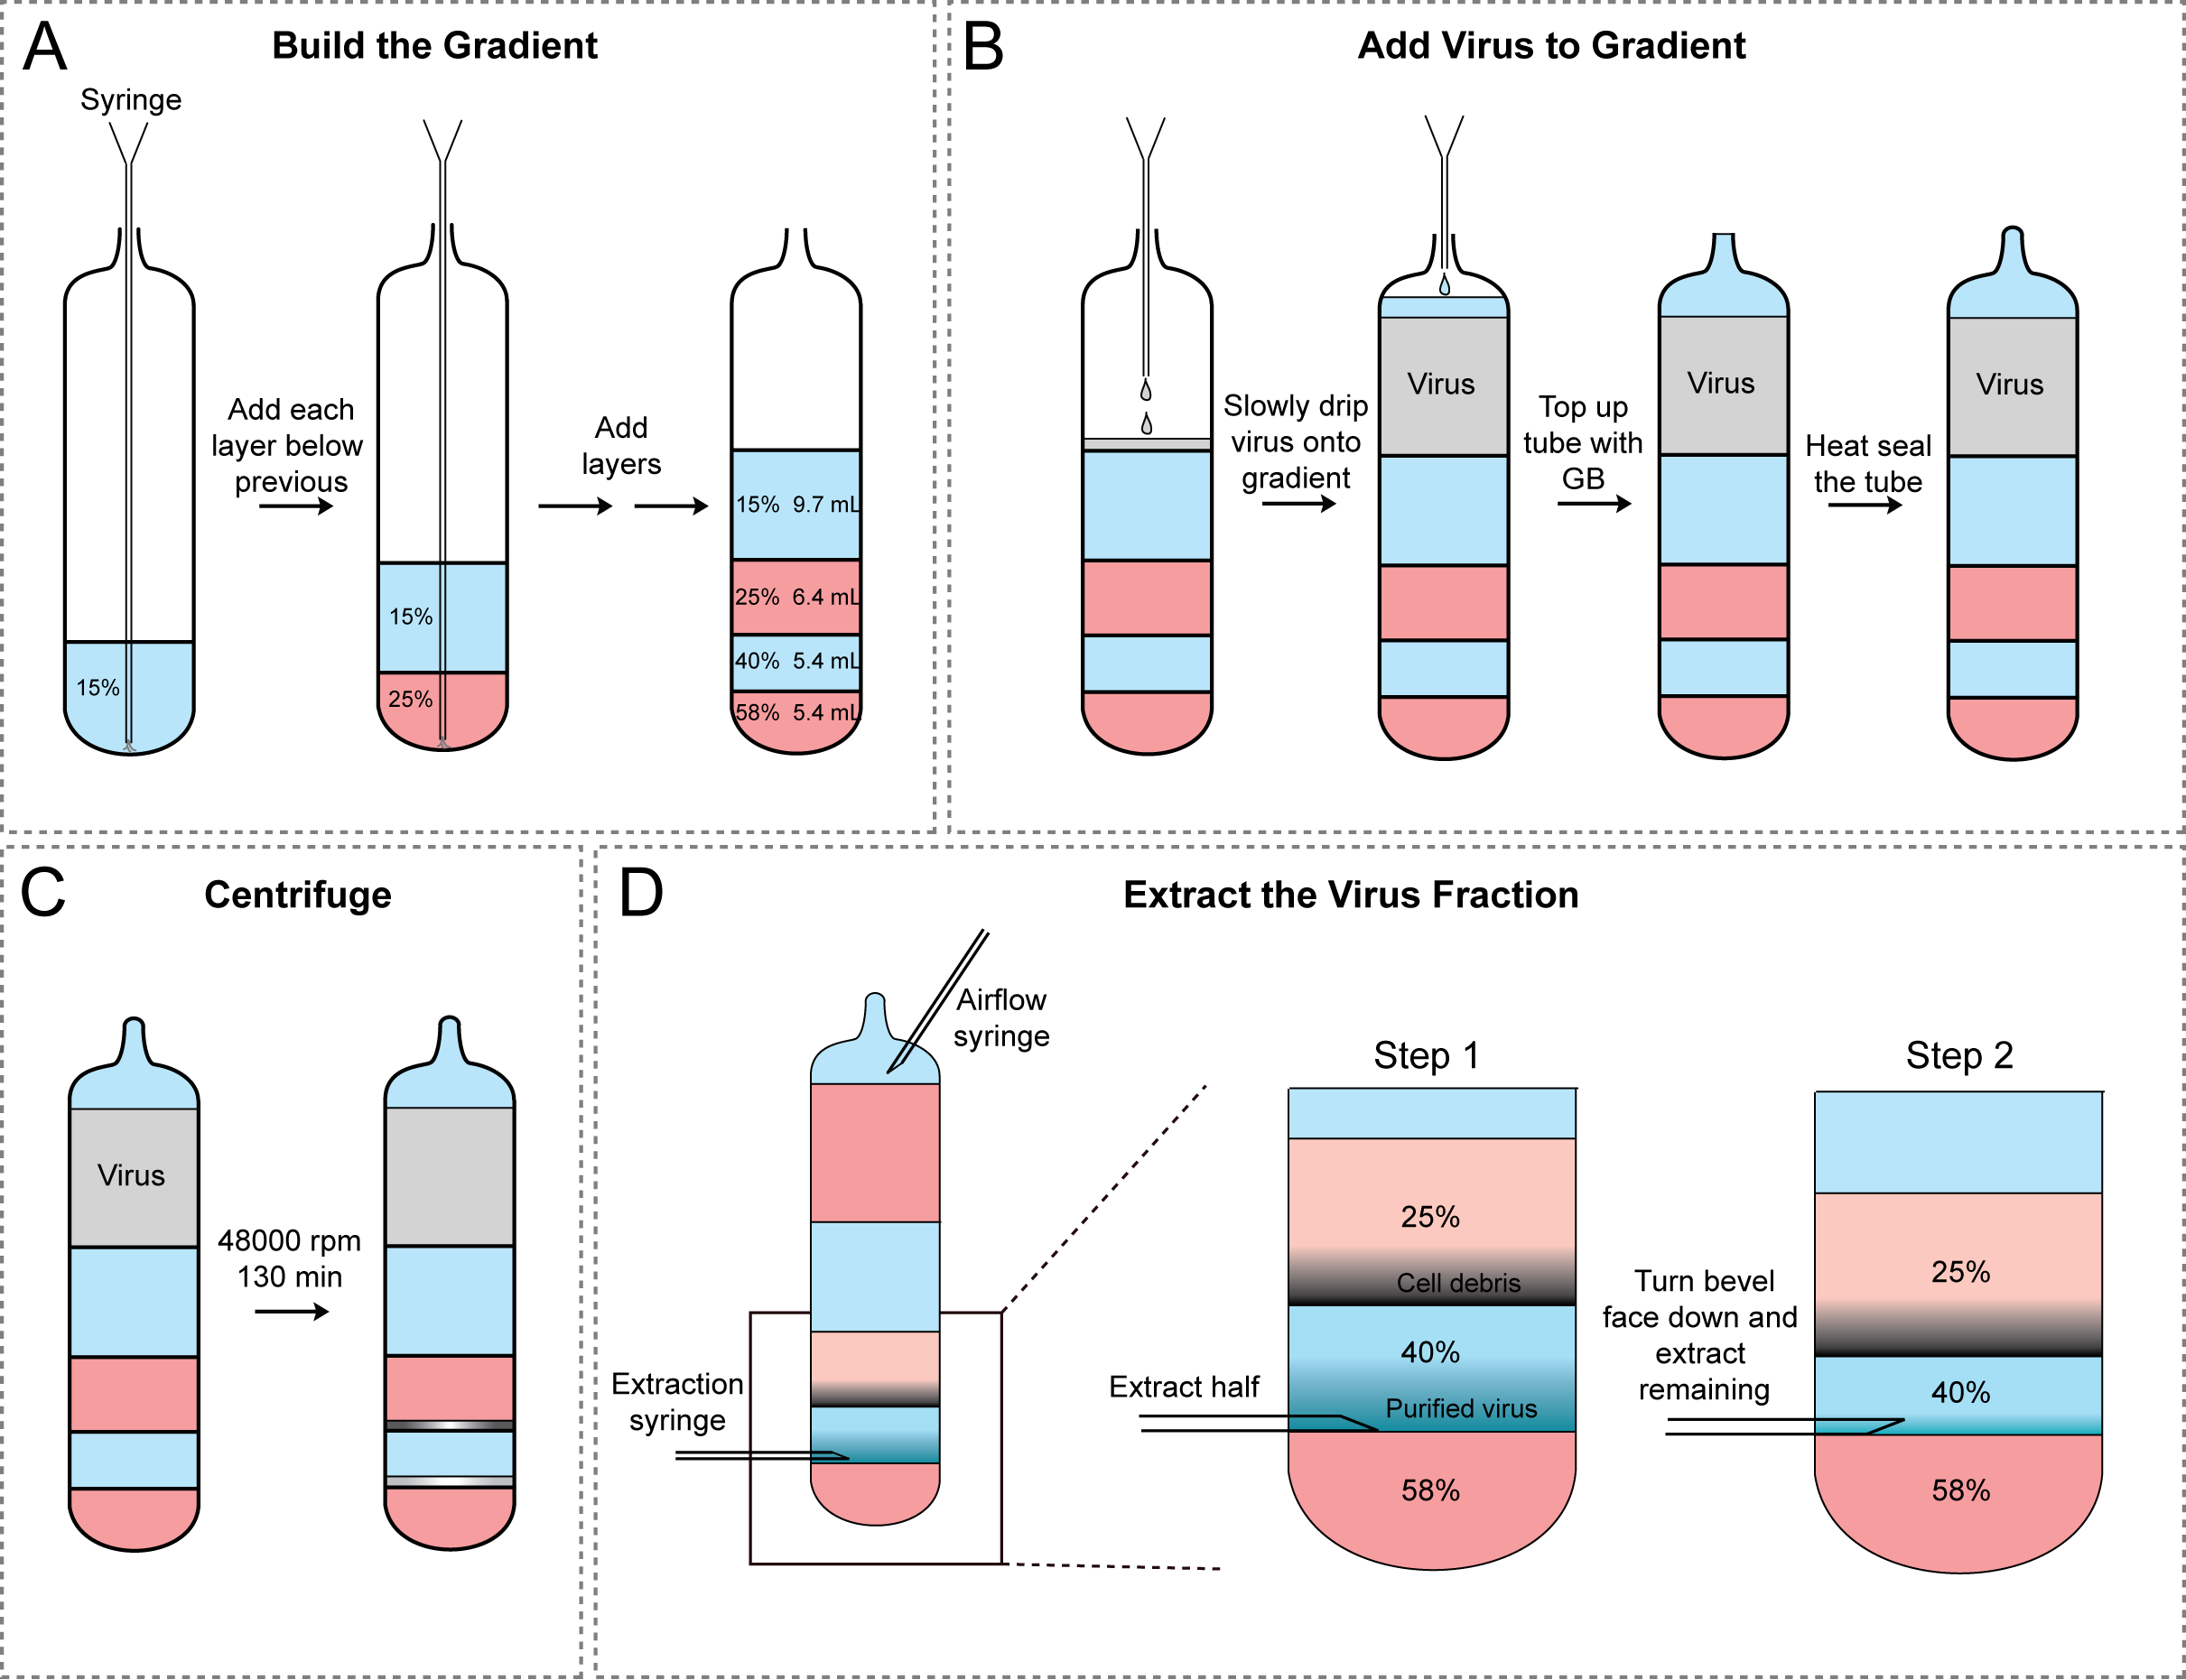 A
Build the Gradient
Syringe
Add each
layer below
previous
Add
layers
15%
15%
25%
15% 9.7 mL
25% 6.4 mL
40% 5.4 mL
58% 5.4 mL
B
Add Virus to Gradient
Slowly drip
virus onto
gradient
Virus
Top up
tube with
GB
Virus
Heat seal
the tube
Virus
C
Centrifuge
Virus
48000 rpm
130 min
D
Extract the Virus Fraction
Airflow
syringe
Extraction
syringe
Step 1
25%
Cell debris
40%
Extract half
Purified virus
58%
Turn bevel
face down and
extract
remaining
Step 2
25%
40%
58%